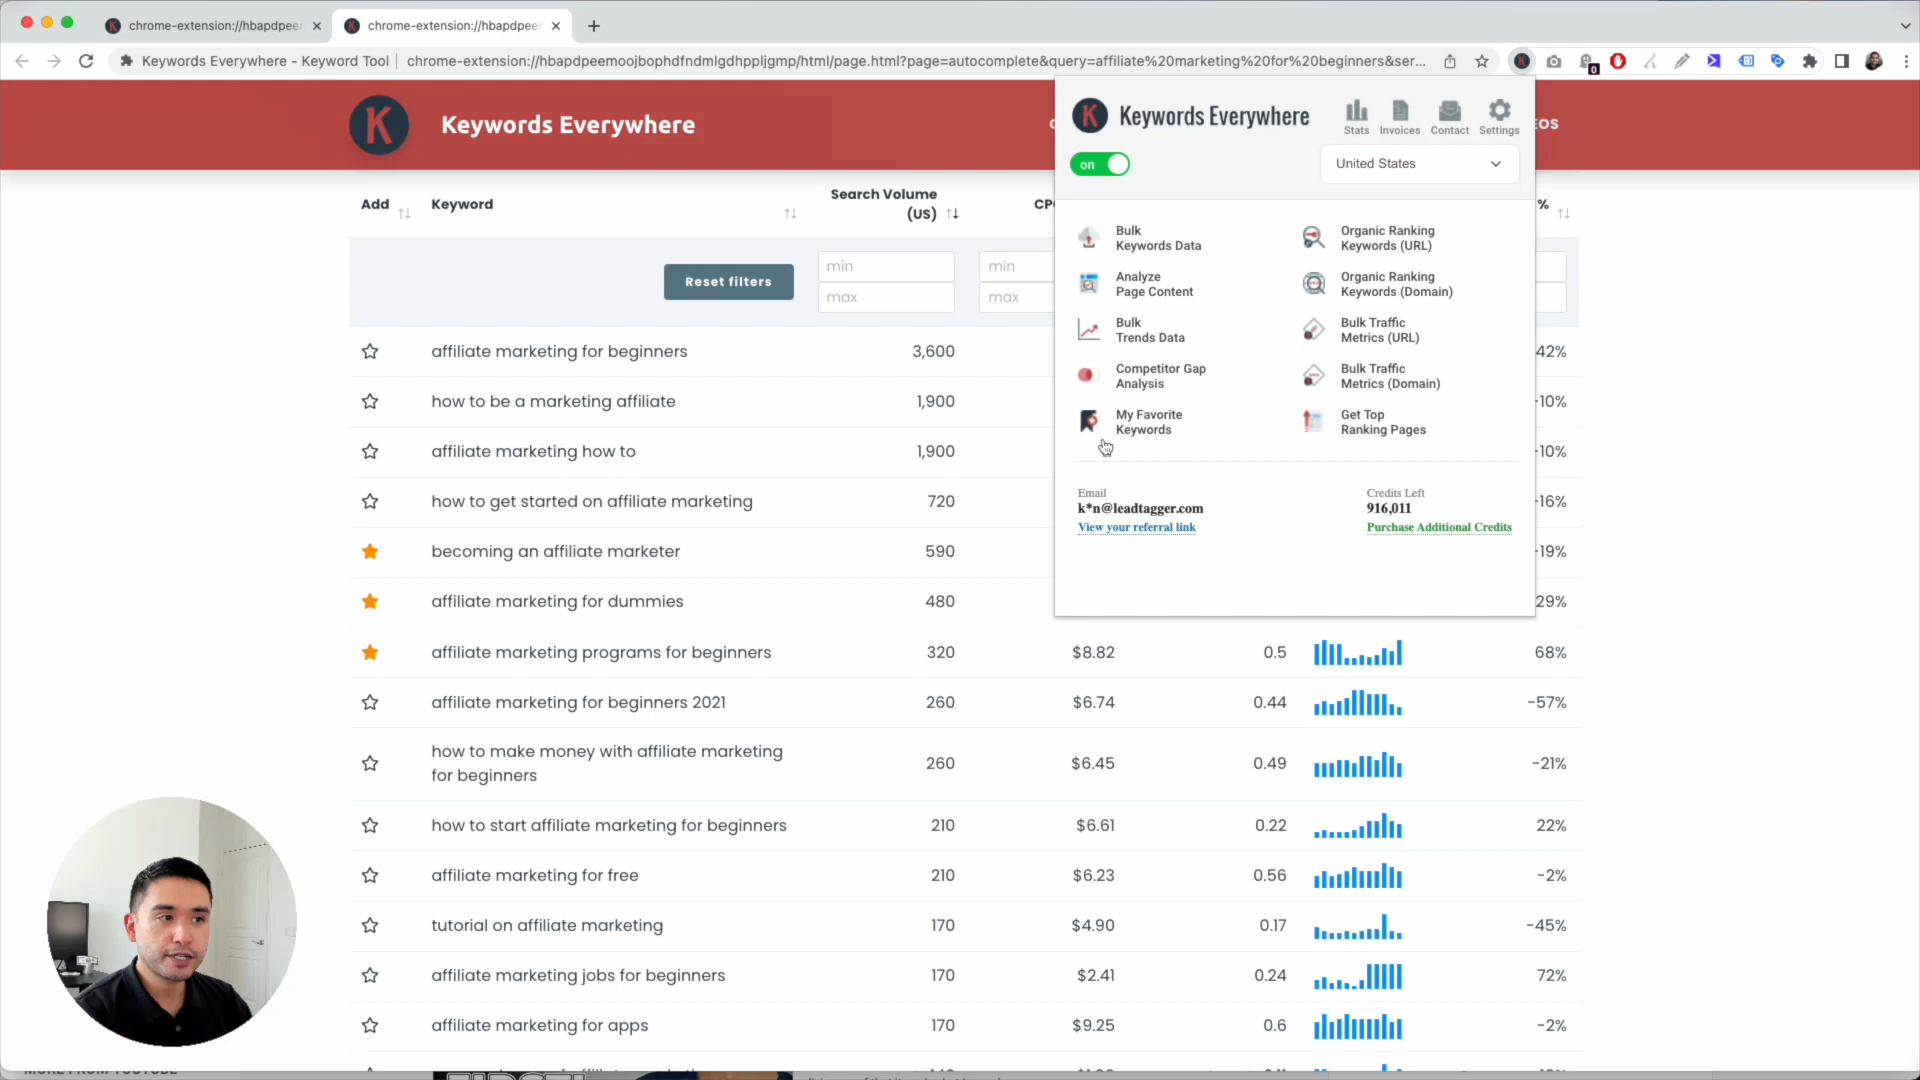 chrome-extension://hbapdpeem
chrome-extension://hbapdpeem
Keywords Everywhere - Keyword Tool
chrome-extension://hbapdpeemoojbophdfndmlgdhppljgmp/html/page.html?page=autocomplete&query=affiliate%20marketing%20for%20beginners&ser...
0
K Keywords Everywhere
EOS
K Keywords Everywhere
Stats Invoices Contact Settings
on
United States
Bulk
Keywords Data
Organic Ranking
Keywords (URL)
Analyze
Page Content
Organic Ranking
Keywords (Domain)
Bulk
Trends Data
Bulk Traffic
Metrics (URL)
Competitor Gap
Analysis
Bulk Traffic
Metrics (Domain)
My Favorite
Keywords
Get Top
Ranking Pages
Email
k*n@leadtagger.com
View your referral link
Credits Left
916,011
Purchase Additional Credits
Add Keyword Search Volume (US) CP %
Reset filters
min min
max max
affiliate marketing for beginners 3,600 42%
how to be a marketing affiliate 1,900 -10%
affiliate marketing how to 1,900 -10%
how to get started on affiliate marketing 720 -16%
becoming an affiliate marketer 590 -19%
affiliate marketing for dummies 480 29%
affiliate marketing programs for beginners 320 $8.82 0.5 68%
affiliate marketing for beginners 2021 260 $6.74 0.44 -57%
how to make money with affiliate marketing
for beginners 260 $6.45 0.49 -21%
how to start affiliate marketing for beginners 210 $6.61 0.22 22%
affiliate marketing for free 210 $6.23 0.56 -2%
tutorial on affiliate marketing 170 $4.90 0.17 -45%
affiliate marketing jobs for beginners 170 $2.41 0.24 72%
affiliate marketing for apps 170 $9.25 0.6 -2%